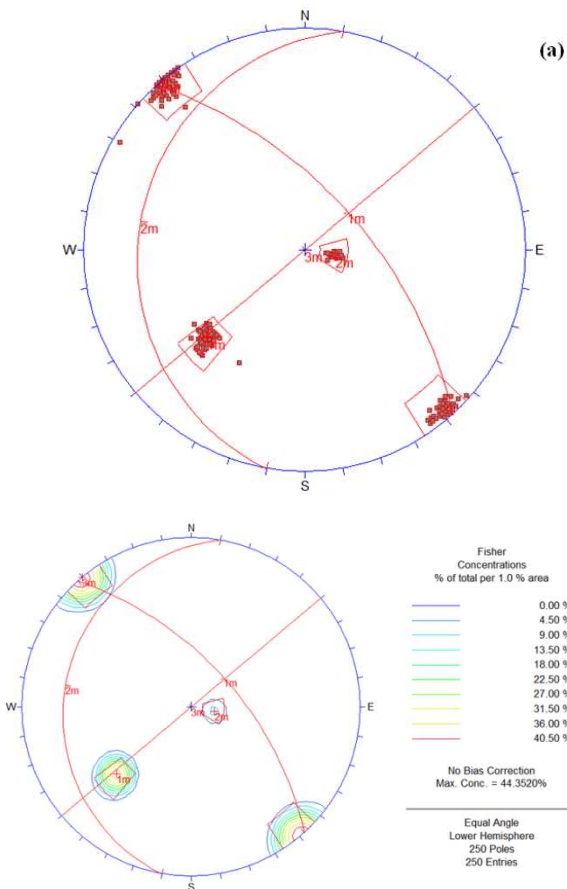 N
(a)
1m
2m
W
E
3m
2m
S
N
3m
1m
2m
W
3m
2m
E
1m
S
Fisher
Concentrations
% of total per 1.0 % area
0.00 %
4.50 %
9.00 %
13.50 %
18.00 %
22.50 %
27.00 %
31.50 %
36.00 %
40.50 %
No Bias Correction
Max. Conc. = 44.3520%
Equal Angle
Lower Hemisphere
250 Poles
250 Entries